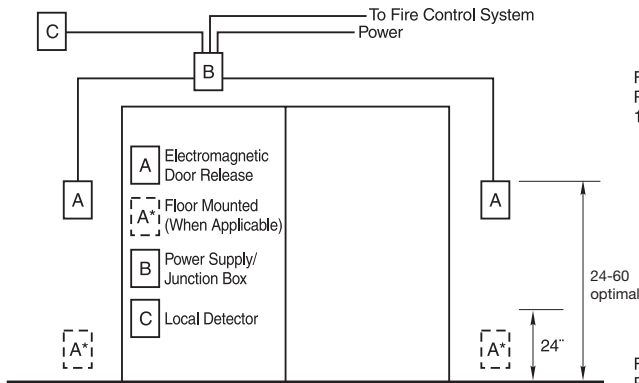 C
To Fire Control System
Power
B
A
Electromagnetic
Door Release
A
A
A*
Floor Mounted
(When Applicable)
B
Power Supply/
Junction Box
C
Local Detector
24-60
optimal
A*
A*
24¨